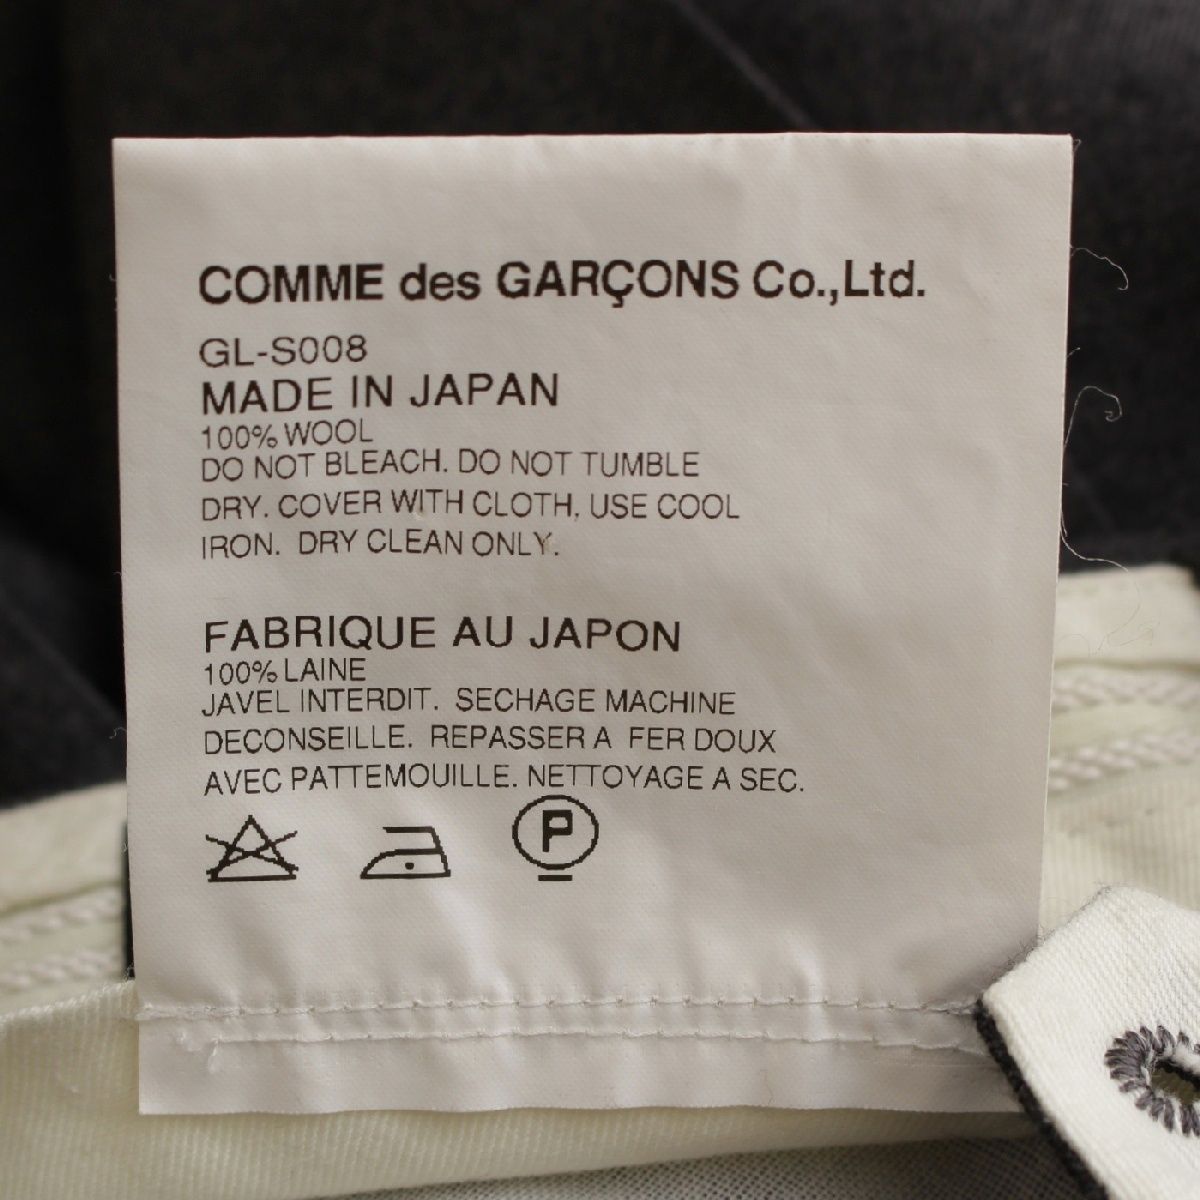 COMME des GARÇONS Co.,Ltd.
GL-S008
MADE IN JAPAN
100% WOOL
DO NOT BLEACH. DO NOT TUMBLE
DRY. COVER WITH CLOTH, USE COOL
IRON. DRY CLEAN ONLY.
FABRIQUE AU JAPON
100% LAINE
JAVEL INTERDIT. SECHAGE MACHINE
DECONSEILLE. REPASSER A FER DOUX
AVEC PATTEMOUILLE. NETTOYAGE A SEC.
P